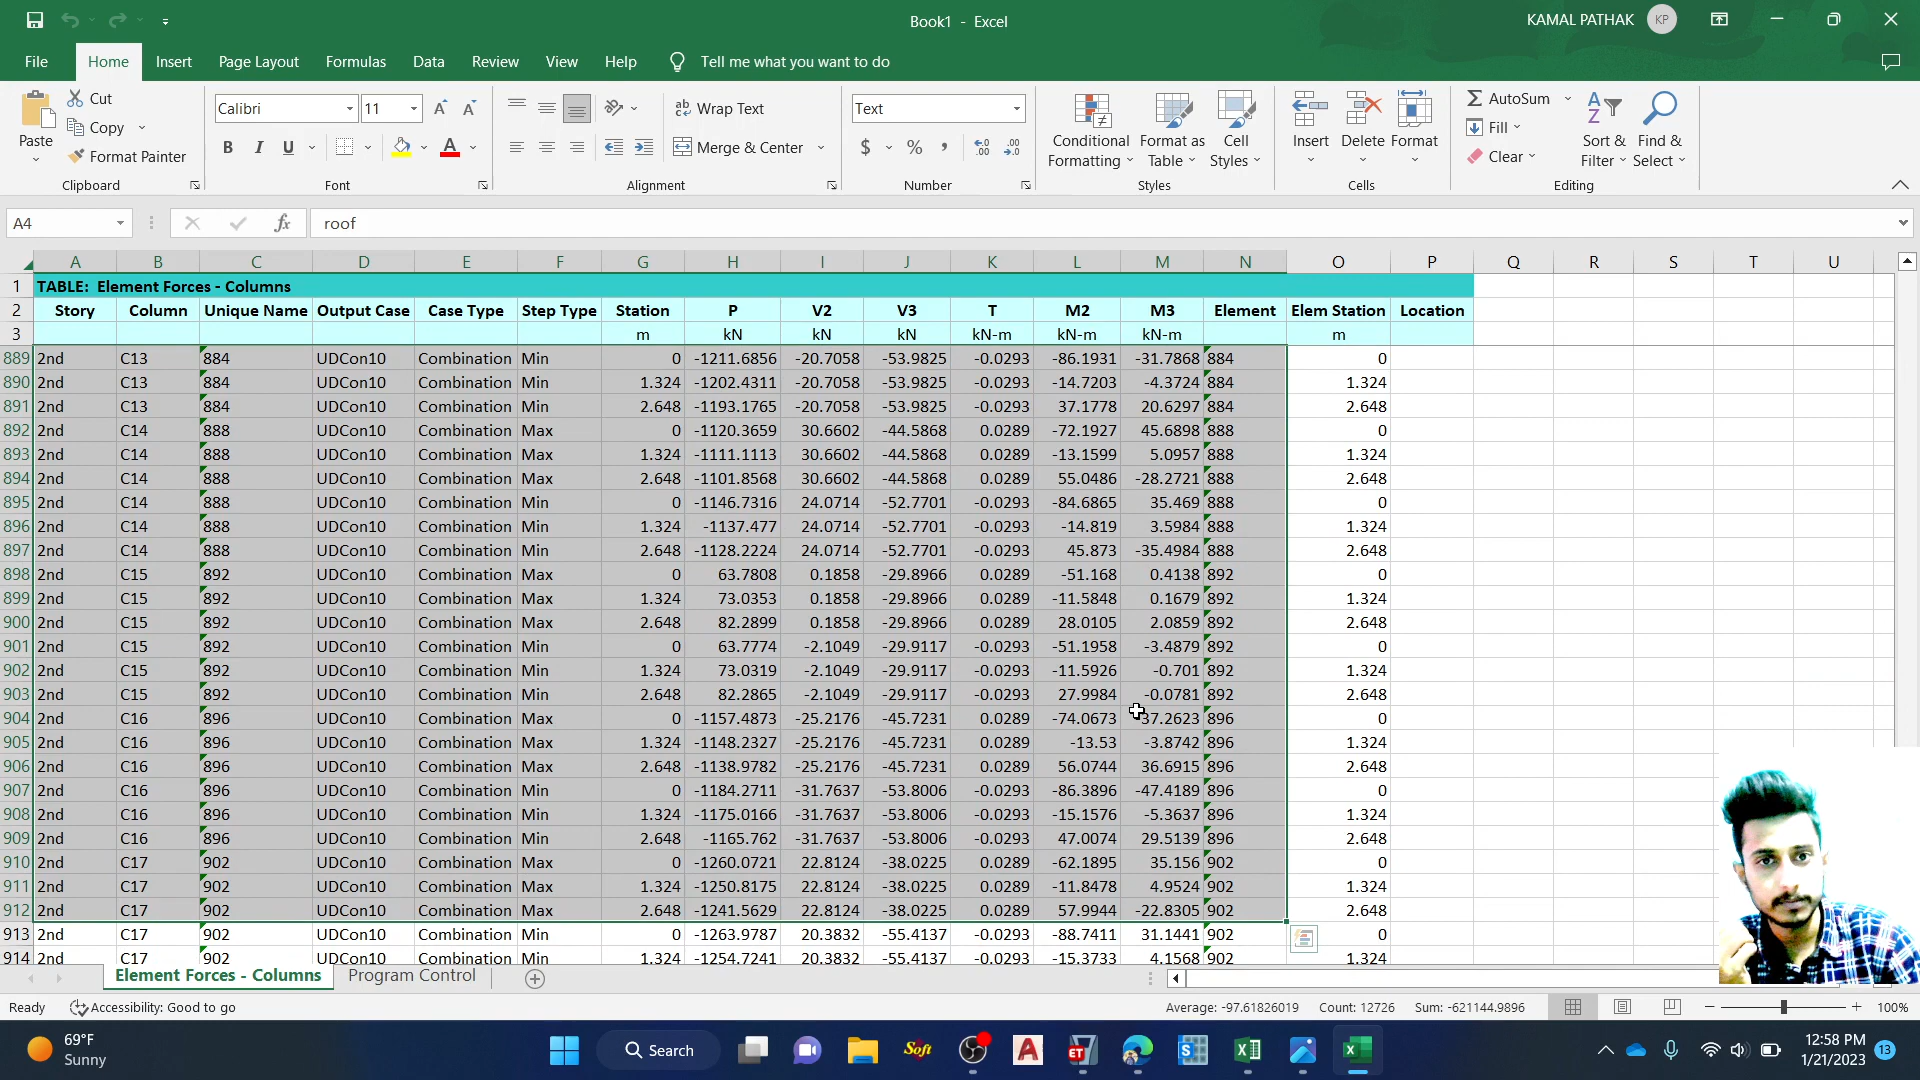 Book1 - Excel
KAMAL PATHAK KP
File Home Insert Page Layout Formulas Data Review View Help Tell me what you want to do
Paste Cut Copy Format Painter Clipboard
Calibri 11 B I U A Font
Wrap Text Merge & Center Alignment
Text $ % , Number
Conditional Formatting Format as Table Cell Styles Styles
Insert Delete Format Cells
AutoSum Fill Clear Sort & Filter Find & Select Editing
A4 fx roof
A B C D E F G H I J K L M N O P Q R S T U
1 TABLE: Element Forces - Columns
2 Story Column Unique Name Output Case Case Type Step Type Station P V2 V3 T M2 M3 Element Elem Station Location
3 m kN kN kN kN-m kN-m kN-m m
889 2nd C13 884 UDCon10 Combination Min 0 -1211.6856 -20.7058 -53.9825 -0.0293 -86.1931 -31.7868 884 0
890 2nd C13 884 UDCon10 Combination Min 1.324 -1202.4311 -20.7058 -53.9825 -0.0293 -14.7203 -4.3724 884 1.324
891 2nd C13 884 UDCon10 Combination Min 2.648 -1193.1765 -20.7058 -53.9825 -0.0293 37.1778 20.6297 884 2.648
892 2nd C14 888 UDCon10 Combination Max 0 -1120.3659 30.6602 -44.5868 0.0289 -72.1927 45.6898 888 0
893 2nd C14 888 UDCon10 Combination Max 1.324 -1111.1113 30.6602 -44.5868 0.0289 -13.1599 5.0957 888 1.324
894 2nd C14 888 UDCon10 Combination Max 2.648 -1101.8568 30.6602 -44.5868 0.0289 55.0486 -28.2721 888 2.648
895 2nd C14 888 UDCon10 Combination Min 0 -1146.7316 24.0714 -52.7701 -0.0293 -84.6865 35.469 888 0
896 2nd C14 888 UDCon10 Combination Min 1.324 -1137.477 24.0714 -52.7701 -0.0293 -14.819 3.5984 888 1.324
897 2nd C14 888 UDCon10 Combination Min 2.648 -1128.2224 24.0714 -52.7701 -0.0293 45.873 -35.4984 888 2.648
898 2nd C15 892 UDCon10 Combination Max 0 63.7808 0.1858 -29.8966 0.0289 -51.168 0.4138 892 0
899 2nd C15 892 UDCon10 Combination Max 1.324 73.0353 0.1858 -29.8966 0.0289 -11.5848 0.1679 892 1.324
900 2nd C15 892 UDCon10 Combination Max 2.648 82.2899 0.1858 -29.8966 0.0289 28.0105 2.0859 892 2.648
901 2nd C15 892 UDCon10 Combination Min 0 63.7774 -2.1049 -29.9117 -0.0293 -51.1958 -3.4879 892 0
902 2nd C15 892 UDCon10 Combination Min 1.324 73.0319 -2.1049 -29.9117 -0.0293 -11.5926 -0.701 892 1.324
903 2nd C15 892 UDCon10 Combination Min 2.648 82.2865 -2.1049 -29.9117 -0.0293 27.9984 -0.0781 892 2.648
904 2nd C16 896 UDCon10 Combination Max 0 -1157.4873 -25.2176 -45.7231 0.0289 -74.0673 -37.2623 896 0
905 2nd C16 896 UDCon10 Combination Max 1.324 -1148.2327 -25.2176 -45.7231 0.0289 -13.53 -3.8742 896 1.324
906 2nd C16 896 UDCon10 Combination Max 2.648 -1138.9782 -25.2176 -45.7231 0.0289 56.0744 36.6915 896 2.648
907 2nd C16 896 UDCon10 Combination Min 0 -1184.2711 -31.7637 -53.8006 -0.0293 -86.3896 -47.4189 896 0
908 2nd C16 896 UDCon10 Combination Min 1.324 -1175.0166 -31.7637 -53.8006 -0.0293 -15.1576 -5.3637 896 1.324
909 2nd C16 896 UDCon10 Combination Min 2.648 -1165.762 -31.7637 -53.8006 -0.0293 47.0074 29.5139 896 2.648
910 2nd C17 902 UDCon10 Combination Max 0 -1260.0721 22.8124 -38.0225 0.0289 -62.1895 35.156 902 0
911 2nd C17 902 UDCon10 Combination Max 1.324 -1250.8175 22.8124 -38.0225 0.0289 -11.8478 4.9524 902 1.324
912 2nd C17 902 UDCon10 Combination Max 2.648 -1241.5629 22.8124 -38.0225 0.0289 57.9944 -22.8305 902 2.648
913 2nd C17 902 UDCon10 Combination Min 0 -1263.9787 20.3832 -55.4137 -0.0293 -88.7411 31.1441 902 0
914 2nd C17 902 UDCon10 Combination Min 1.324 -1254.7241 20.3832 -55.4137 -0.0293 -15.3733 4.1568 902 1.324
Element Forces - Columns Program Control
Ready Accessibility: Good to go Average: -97.61826019 Count: 12726 Sum: -621144.9896 100%
69°F
Sunny
Search
Soft
ET
12:58 PM
1/21/2023
13